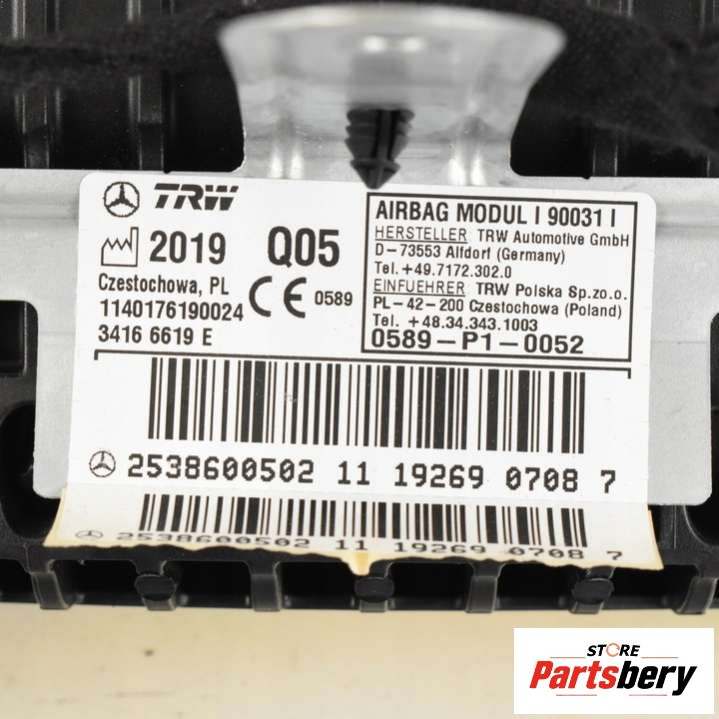 TRW
2019 Q05
Czestochowa, PL
1140176190024
CE 0589
3416 6619 E
AIRBAG MODUL I 90031 I
HERSTELLER TRW Automotive GmbH
D-73553 Alfdorf (Germany)
Tel.+49.7172.302.0
EINFUEHRER TRW Polska Sp.zo.o.
PL-42-200 Czestochowa (Poland)
Tel. +48.34.343.1003
0589-P1-0052
2538600502 11 19269 0708 7
2538600502 11 19269 0708 7
STORE
Partsbery